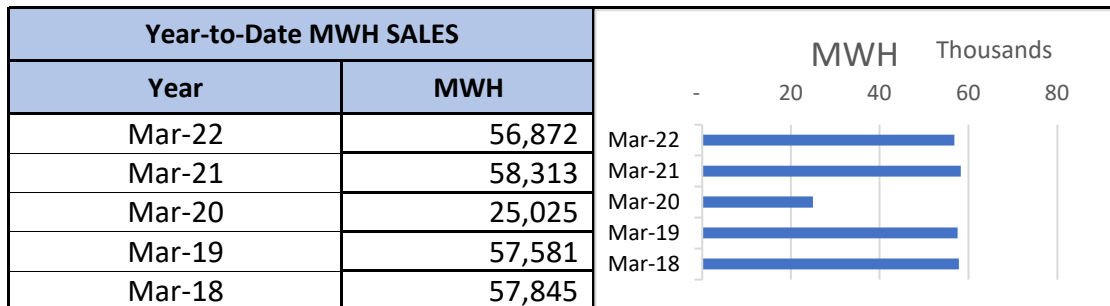 Year-to-Date MWH SALES
Year MWH
Mar-22 56,872
Mar-21 58,313
Mar-20 25,025
Mar-19 57,581
Mar-18 57,845
MWH Thousands
- 20 40 60 80
Mar-22
Mar-21
Mar-20
Mar-19
Mar-18